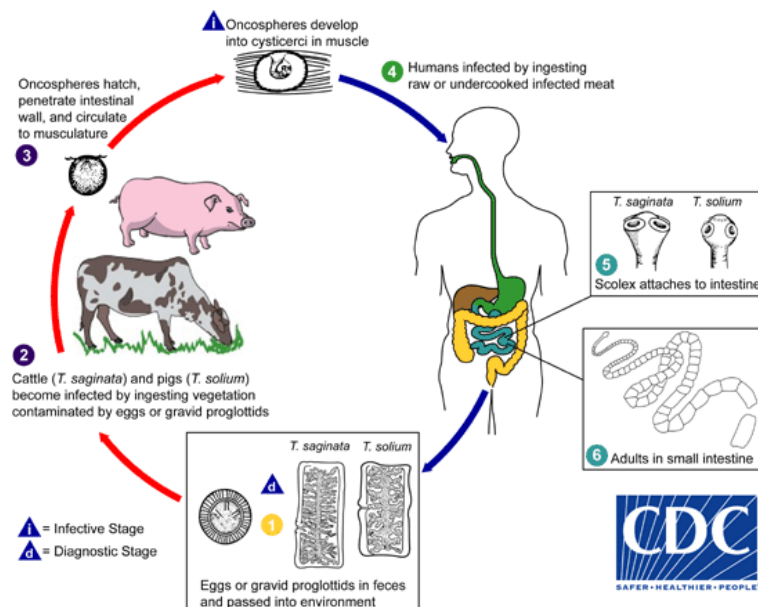 i
Oncospheres develop
into cysticerci in muscle
4
Humans infected by ingesting
raw or undercooked infected meat
Oncospheres hatch,
penetrate intestinal
wall, and circulate
to musculature
3
T. saginata
T. solium
5
Scolex attaches to intestine
2
Cattle (T. saginata) and pigs (T. solium)
become infected by ingesting vegetation
contaminated by eggs or gravid proglottids
6
Adults in small intestine
T. saginata
T. solium
d
1
Eggs or gravid proglottids in feces
and passed into environment
i = Infective Stage
d = Diagnostic Stage
CDC
SAFER·HEALTHIER·PEOPLE